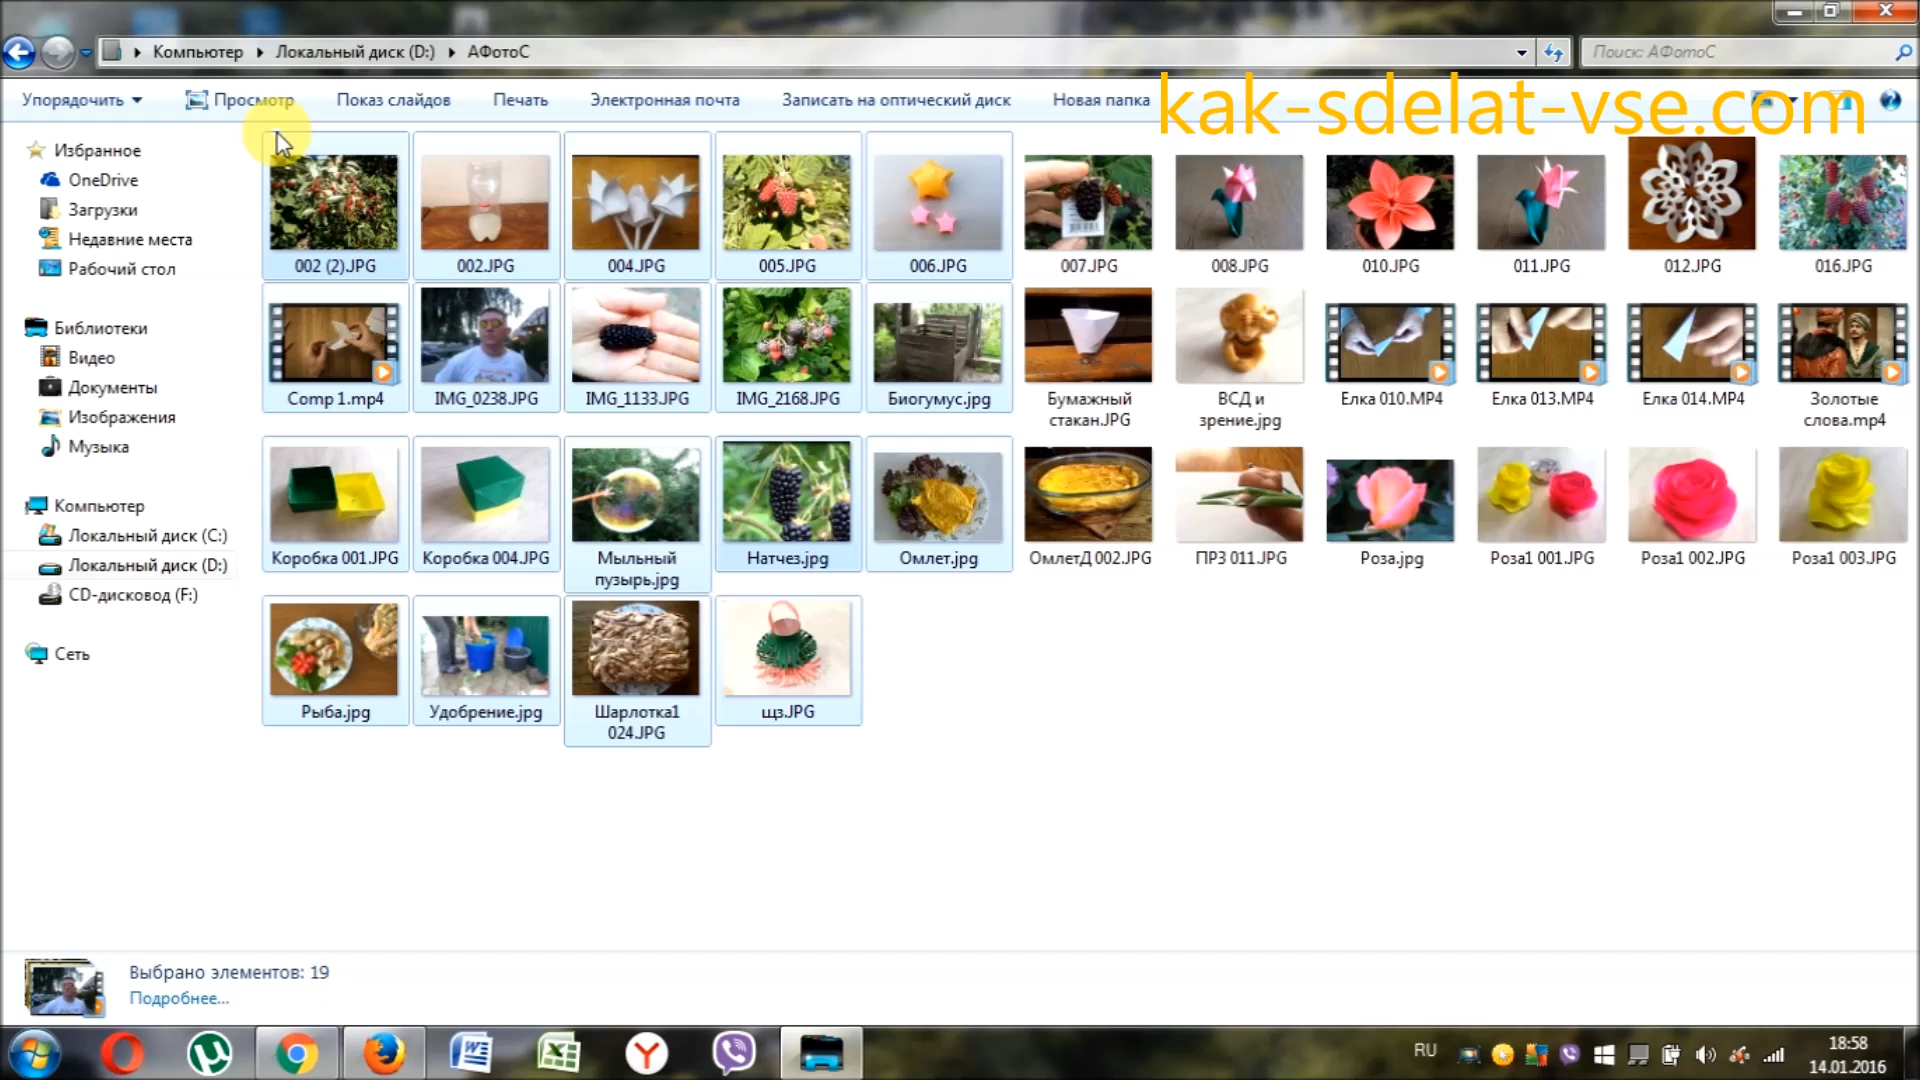 Компьютер ▸ Локальный диск (D:) ▸ АФотоС
Поиск: АФотоС
Упорядочить Просмотр Показ слайдов Печать Электронная почта Записать на оптический диск Новая папка
kak-sdelat-vse.com
Избранное
OneDrive
Загрузки
Недавние места
Рабочий стол
Библиотеки
Видео
Документы
Изображения
Музыка
Компьютер
Локальный диск (C:)
Локальный диск (D:)
CD-дисковод (F:)
Сеть
002 (2).JPG 002.JPG 004.JPG 005.JPG 006.JPG 007.JPG 008.JPG 010.JPG 011.JPG 012.JPG 016.JPG
Comp 1.mp4 IMG_0238.JPG IMG_1133.JPG IMG_2168.JPG Биогумус.jpg Бумажный стакан.JPG ВСД и зрение.jpg Елка 010.MP4 Елка 013.MP4 Елка 014.MP4 Золотые слова.mp4
Коробка 001.JPG Коробка 004.JPG Мыльный пузырь.jpg Натчез.jpg Омлет.jpg ОмлетД 002.JPG ПРЗ 011.JPG Роза.jpg Роза1 001.JPG Роза1 002.JPG Роза1 003.JPG
Рыба.jpg Удобрение.jpg Шарлотка1 024.JPG щз.JPG
Выбрано элементов: 19
Подробнее...
RU
18:58
14.01.2016